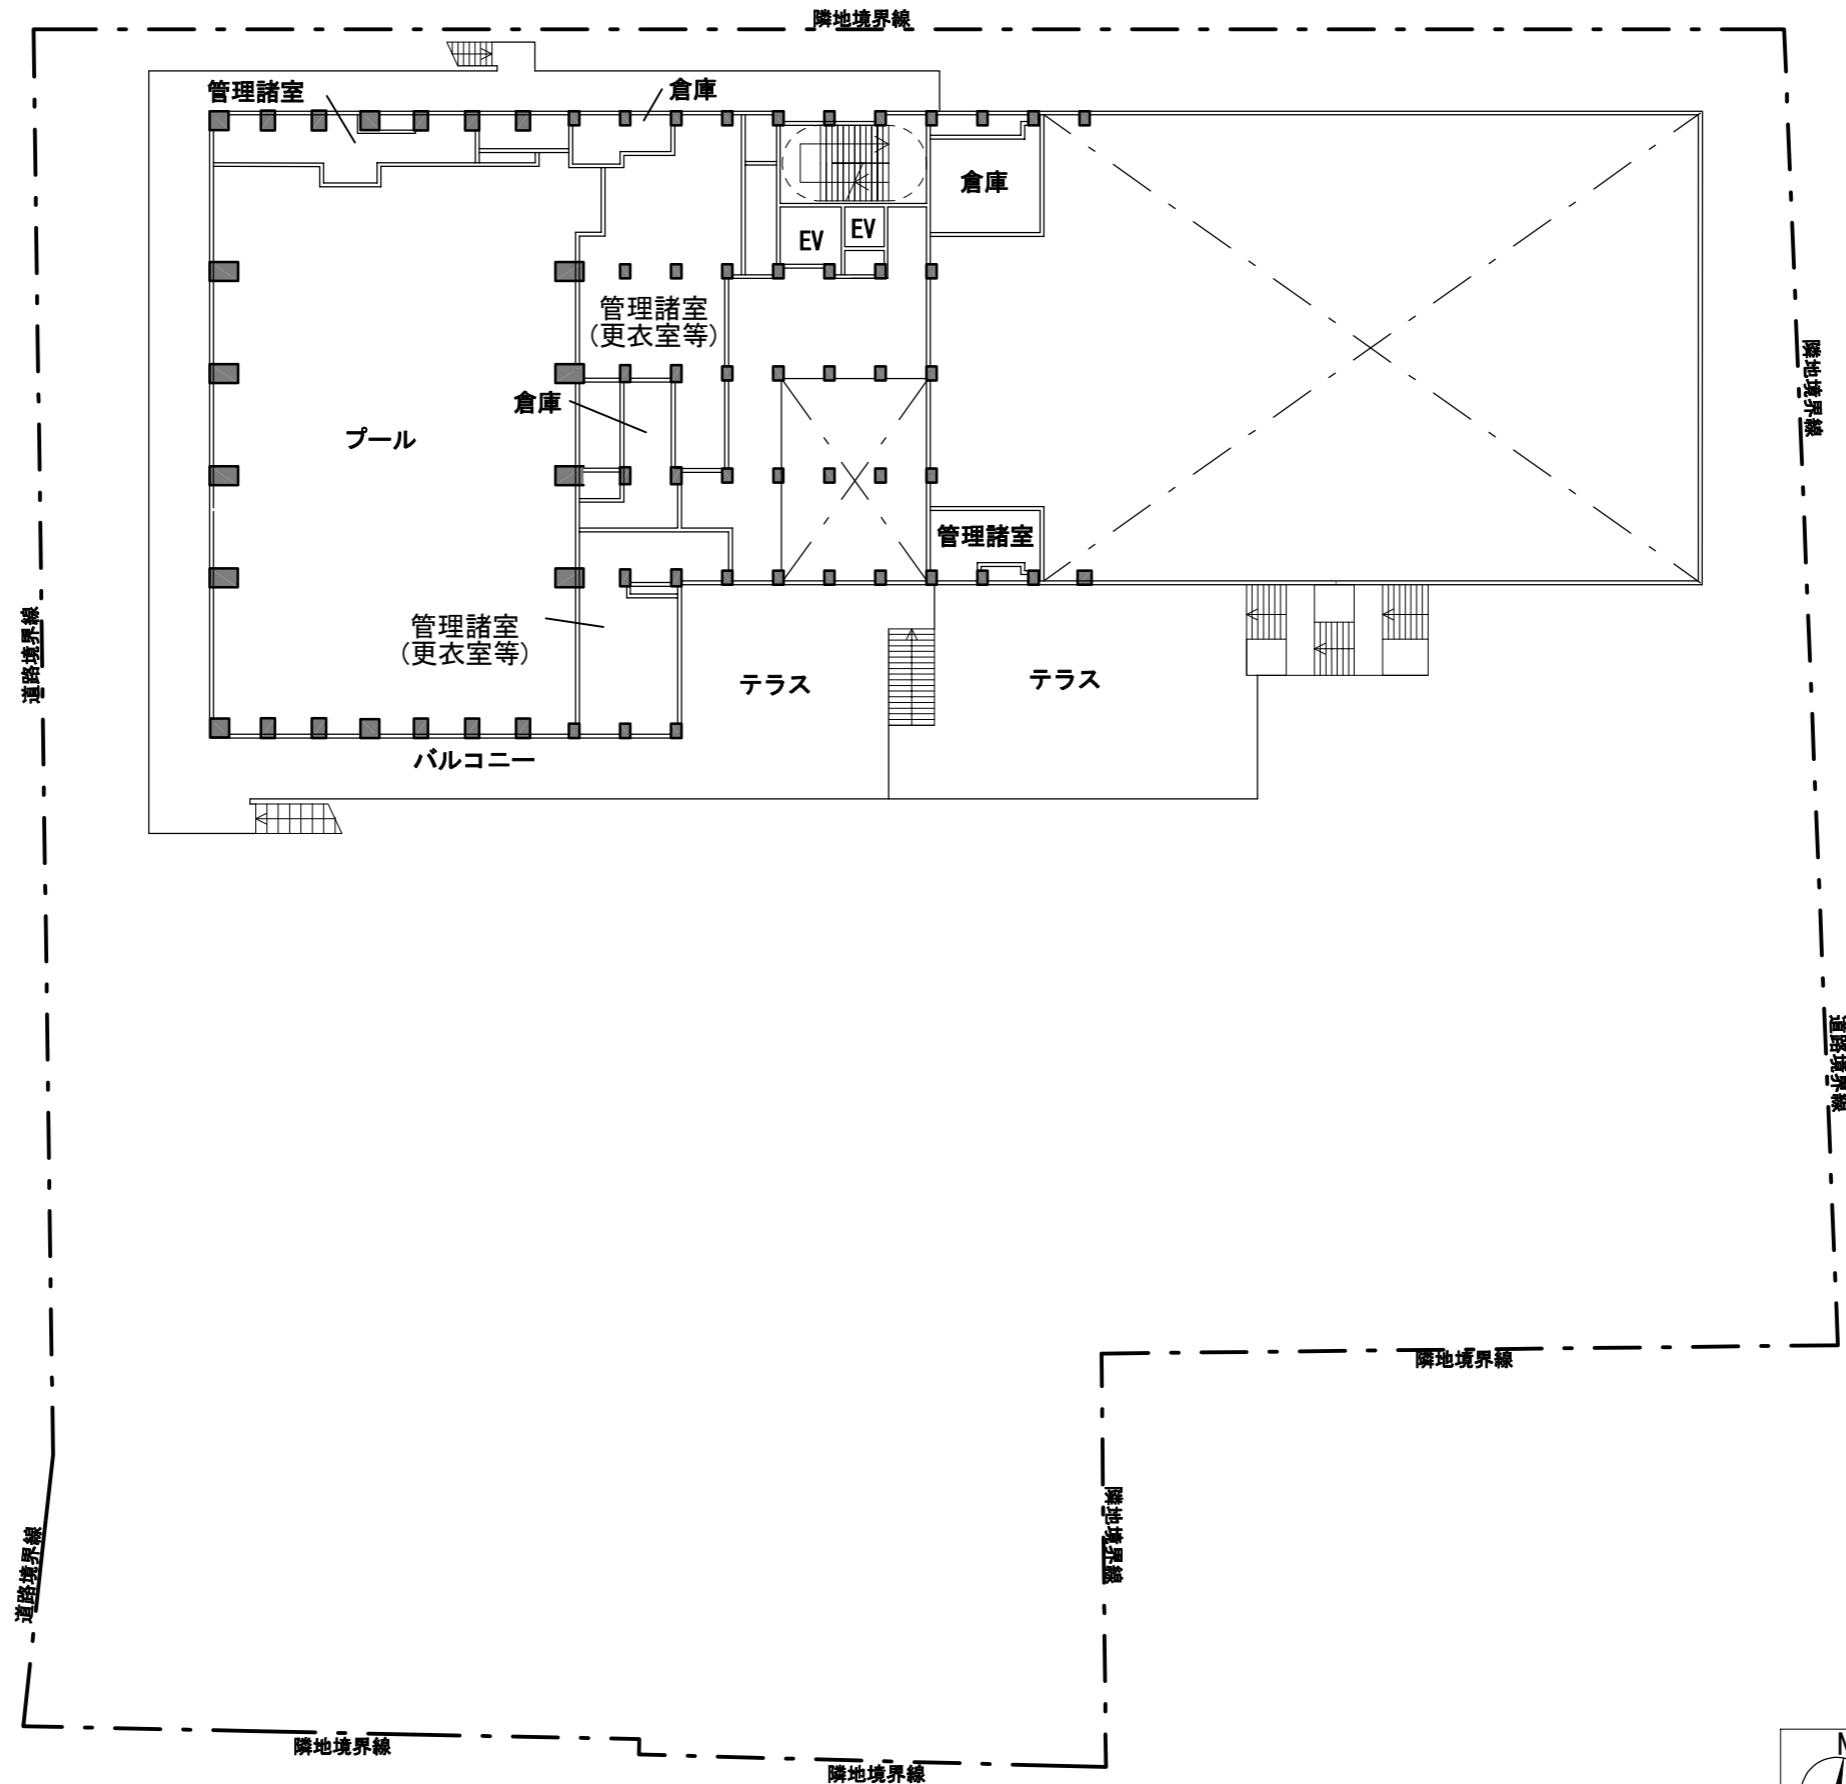 隣地境界線
管理諸室
倉庫
倉庫
EV
EV
管理諸室
(更衣室等)
隣地境界線
倉庫
プール
管理諸室
道路境界線
管理諸室
(更衣室等)
テラス
テラス
バルコニー
道路境界線
隣地境界線
隣地境界線
道路境界線
隣地境界線
隣地境界線
N